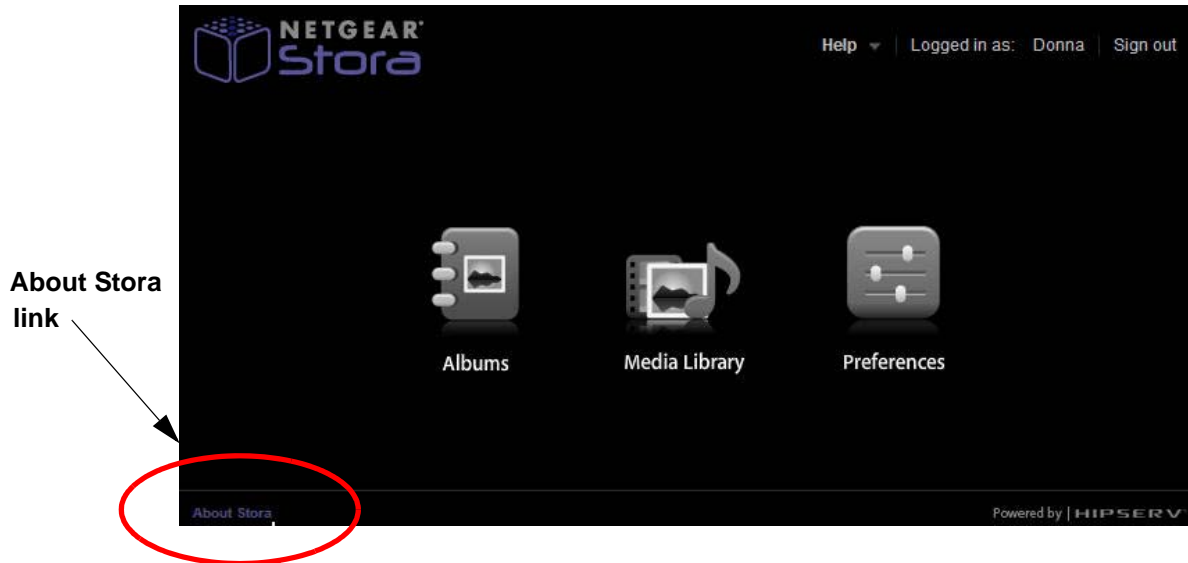 NETGEAR®
Stora
Help Logged in as: Donna Sign out
About Stora
link
Albums Media Library Preferences
About Stora
Powered by | HIPSERV